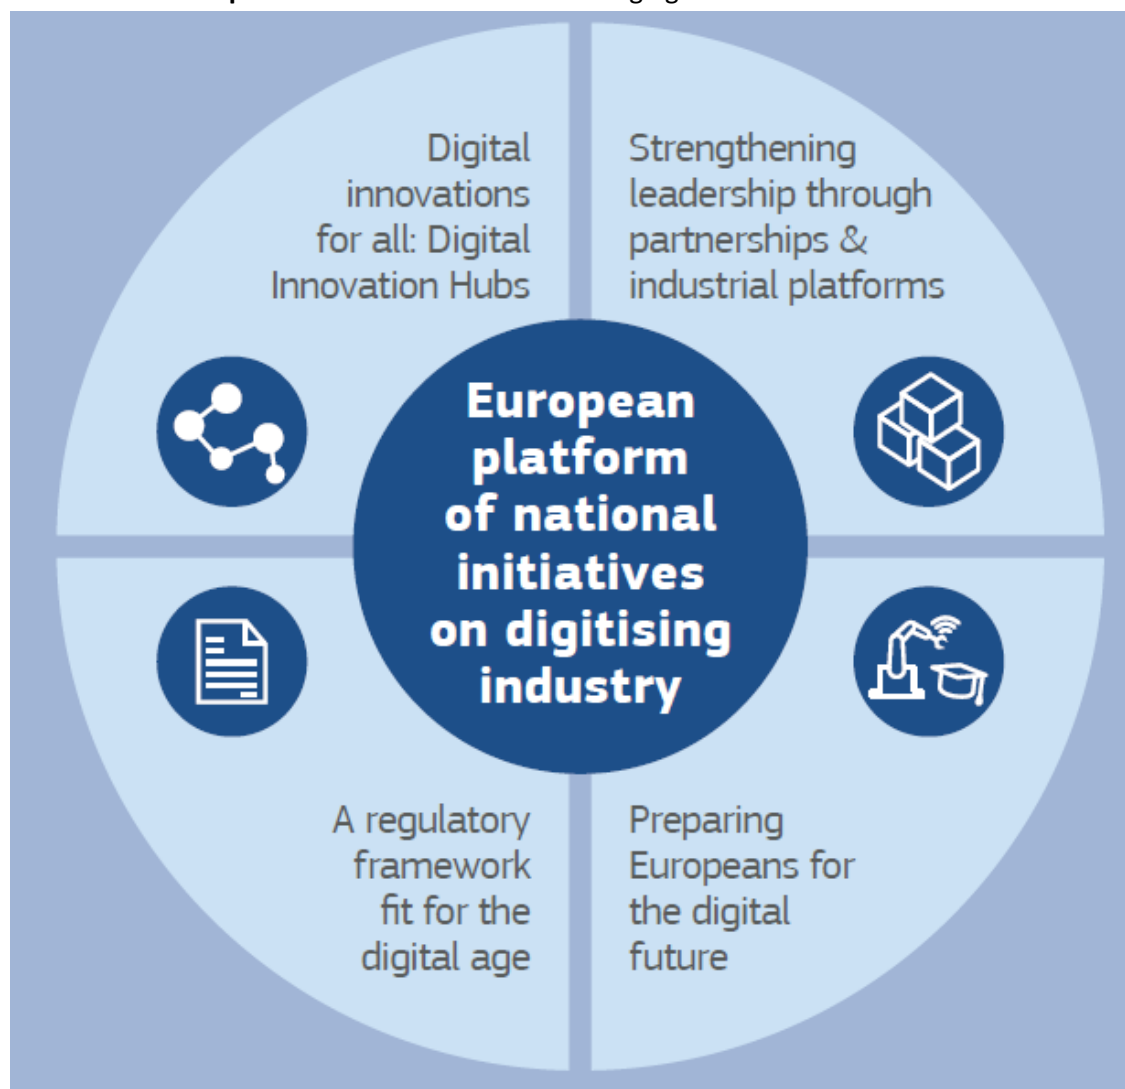 Digital
innovations
for all: Digital
Innovation Hubs
Strengthening
leadership through
partnerships &
industrial platforms
European
platform
of national
initiatives
on digitising
industry
A regulatory
framework
fit for the
digital age
Preparing
Europeans for
the digital
future